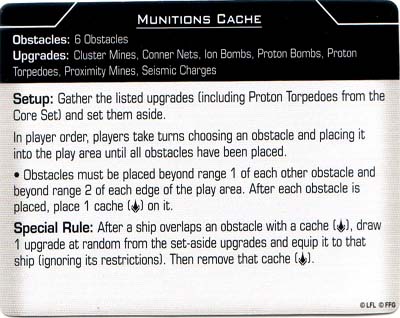 MUNITIONS CACHE
Obstacles: 6 Obstacles
Upgrades: Cluster Mines, Conner Nets, Ion Bombs, Proton Bombs, Proton
Torpedoes, Proximity Mines, Seismic Charges
Setup: Gather the listed upgrades (including Proton Torpedoes from the
Core Set) and set them aside.
In player order, players take turns choosing an obstacle and placing it
into the play area until all obstacles have been placed.
• Obstacles must be placed beyond range 1 of each other obstacle and
beyond range 2 of each edge of the play area. After each obstacle is
placed, place 1 cache () on it.
Special Rule: After a ship overlaps an obstacle with a cache (), draw
1 upgrade at random from the set-aside upgrades and equip it to that
ship (ignoring its restrictions). Then remove that cache ().
© LFL © FFG